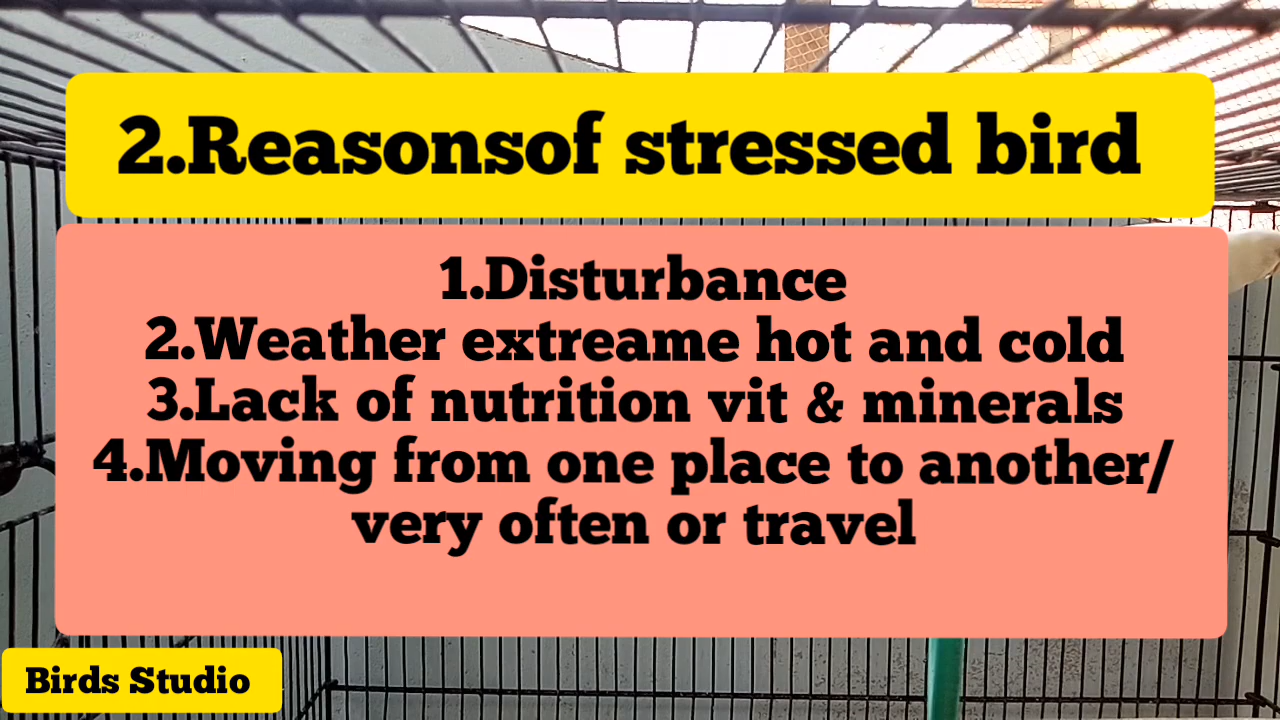 2.Reasonsof stressed bird
1.Disturbance
2.Weather extreame hot and cold
3.Lack of nutrition vit & minerals
4.Moving from one place to another/
very often or travel
Birds Studio